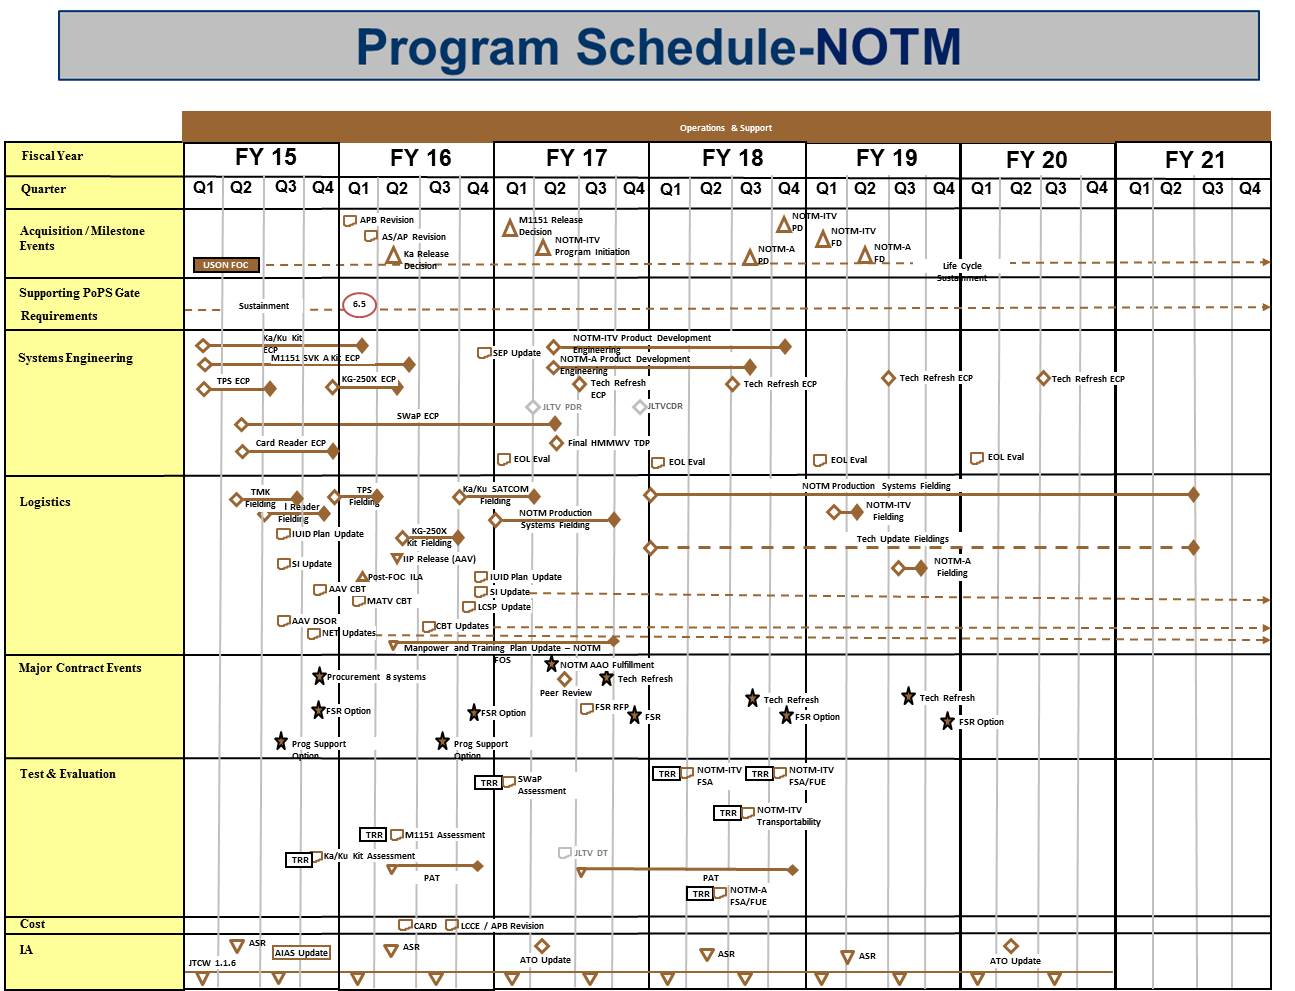 Program Schedule-NOTM
Operations & Support
Fiscal Year
FY 15
FY 16
FY 17
FY 18
FY 19
FY 20
FY 21
Quarter
Q1 Q2 Q3 Q4
Q1 Q2 Q3 Q4
Q1 Q2 Q3 Q4
Q1 Q2 Q3 Q4
Q1 Q2 Q3 Q4
Q1 Q2 Q3 Q4
Q1 Q2 Q3 Q4
Acquisition / Milestone
Events
APB Revision
AS/AP Revision
Ka Release
Decision
M1151 Release
Decision
NOTM-ITV
Program Initiation
NOTM-ITV
PD
NOTM-A
PD
NOTM-ITV
FD
NOTM-A
FD
USON FOC
Life Cycle
Sustainment
Supporting PoPS Gate
Requirements
Sustainment
6.5
Systems Engineering
Ka/Ku Kit
ECP
M1151 SVK A Kit ECP
TPS ECP
KG-250X ECP
SWaP ECP
Card Reader ECP
SEP Update
NOTM-ITV Product Development
Engineering
NOTM-A Product Development
Engineering
Tech Refresh
ECP
Tech Refresh ECP
Tech Refresh ECP
Tech Refresh ECP
JLTV PDR
JLTVCDR
Final HMMWV TDP
EOL Eval
EOL Eval
EOL Eval
EOL Eval
Logistics
TMK
Fielding
TPS
Fielding
Reader
Fielding
Ka/Ku SATCOM
Fielding
NOTM Production
Systems Fielding
NOTM Production Systems Fielding
NOTM-ITV
Fielding
IUID Plan Update
KG-250X
Kit Fielding
Tech Update Fieldings
IIP Release (AAV)
NOTM-A
Fielding
SI Update
Post-FOC ILA
IUID Plan Update
AAV CBT
SI Update
MATV CBT
LCSP Update
AAV DSOR
CBT Updates
NET Updates
Manpower and Training Plan Update – NOTM
FOS
Major Contract Events
NOTM AAO Fulfillment
Procurement 8 systems
Tech Refresh
Peer Review
Tech Refresh
Tech Refresh
FSR Option
FSR Option
FSR RFP
FSR
FSR Option
FSR Option
Prog Support
Option
Prog Support
Option
Test & Evaluation
TRR
SWaP
Assessment
TRR
NOTM-ITV
FSA
TRR
NOTM-ITV
FSA/FUE
TRR
NOTM-ITV
Transportability
TRR
M1151 Assessment
TRR
Ka/Ku Kit Assessment
PAT
JLTV DT
PAT
TRR
NOTM-A
FSA/FUE
Cost
CARD
LCCE / APB Revision
IA
ASR
AIAS Update
JTCW 1.1.6
ASR
ATO Update
ASR
ASR
ATO Update